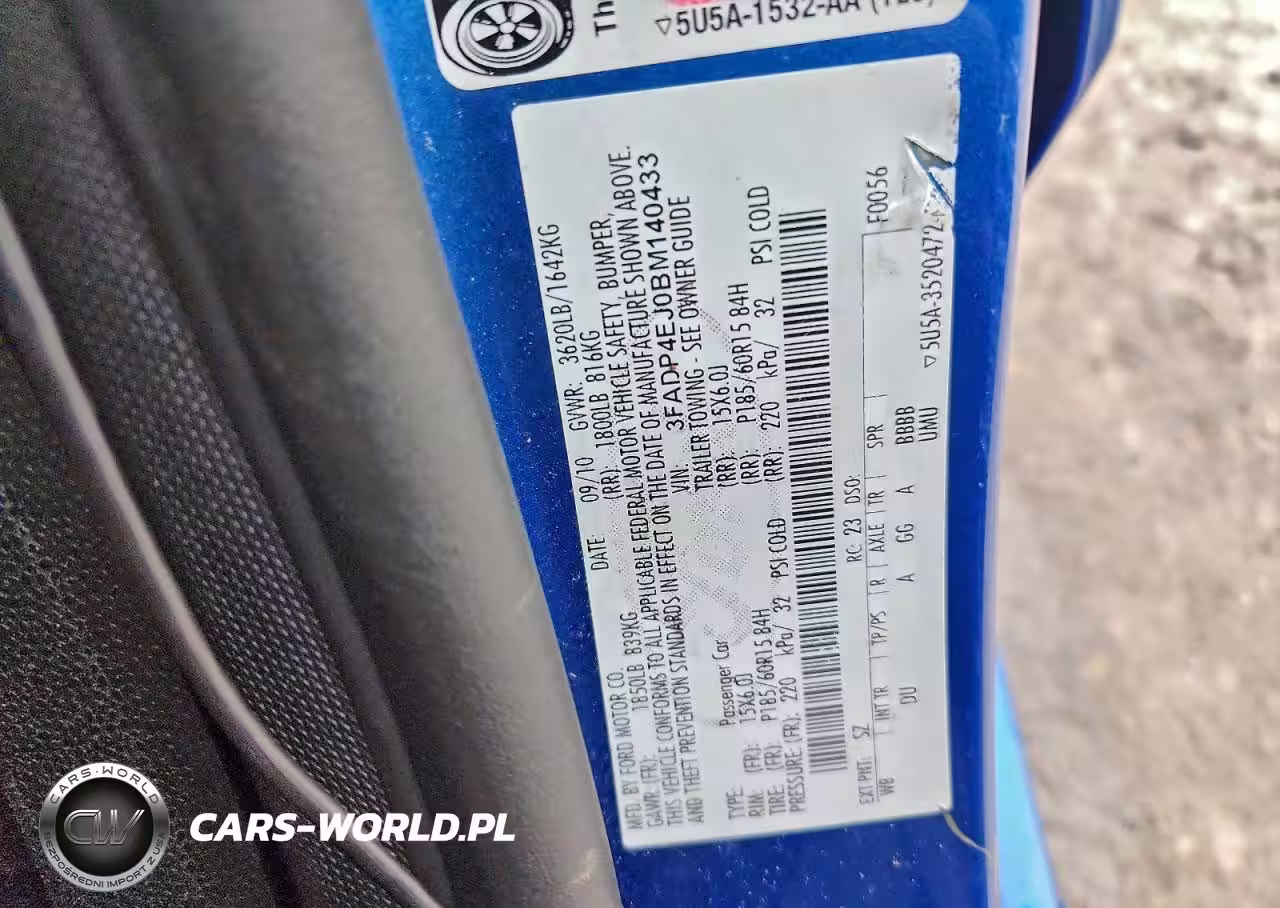 Th
▽5U5A-1532-AA
MFD. BY FORD MOTOR CO.
DATE 09/10 GVWR: 3620LB/1642KG
GAWR: (FR): 1850LB 839KG (RR): 1800LB 816KG
THIS VEHICLE CONFORMS TO ALL APPLICABLE FEDERAL MOTOR VEHICLE SAFETY, BUMPER,
AND THEFT PREVENTION STANDARDS IN EFFECT ON THE DATE OF MANUFACTURE SHOWN ABOVE.
VIN: 3FADP4EJ0BM140433
TYPE: Passenger Car TRAILER TOWING - SEE OWNER GUIDE
RIM: (FR): 15X6.0J (RR): 15X6.0J
TIRE: (FR): P185/60R15 84H (RR): P185/60R15 84H
PRESSURE: (FR): 220 kPa/ 32 PSI COLD (RR): 220 kPa/ 32 PSI COLD
RC: 23 DSO:
EXT PNT: SZ F0056
WB INT TR TP/PS R AXLE TR SPR
DU A GG A BBBB
UMU
▽5U5A-3520472-
CARS-WORLD
CW
BEZPOŚREDNI IMPORT Z USA
CARS-WORLD.PL